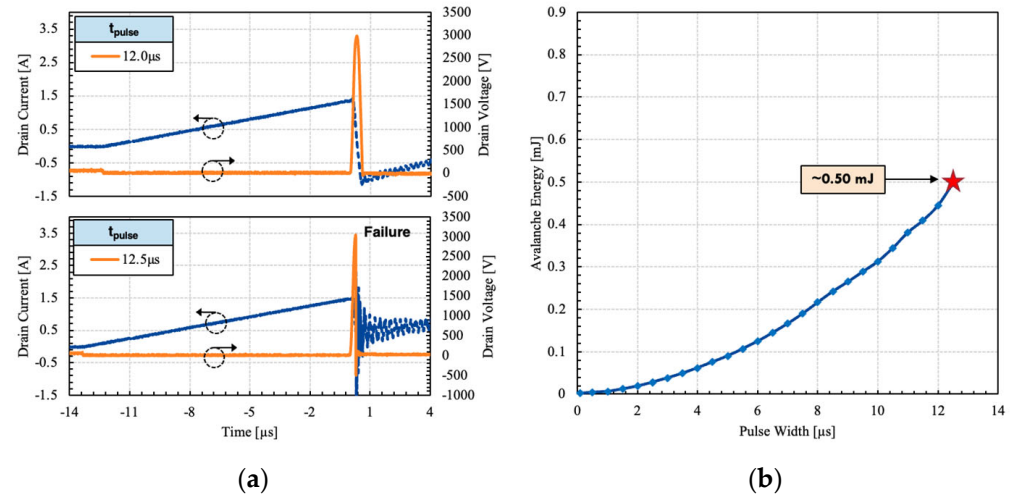 t_pulse
12.0µs
3.5
2.5
1.5
0.5
-0.5
-1.5
Drain Current [A]
3500
3000
2500
2000
1500
1000
500
0
-500
Drain Voltage [V]
t_pulse
12.5µs
Failure
3.5
2.5
1.5
0.5
-0.5
-1.5
Drain Current [A]
3500
3000
2500
2000
1500
1000
500
0
-500
-1000
Drain Voltage [V]
-14 -11 -8 -5 -2 1 4
Time [µs]
(a)
0.9
0.8
0.7
0.6
0.5
0.4
0.3
0.2
0.1
0
Avalanche Energy [mJ]
~0.50 mJ
0 2 4 6 8 10 12 14
Pulse Width [µs]
(b)